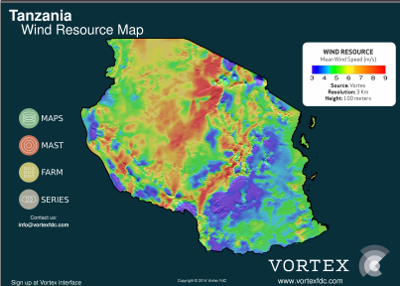 Tanzania
Wind Resource Map
WIND RESOURCE
Mean Wind Speed (m/s)
3 4 5 6 7 8 9
Source: Vortex
Resolution: 3 Km
Height: 100 meters
MAPS
MAST
FARM
SERIES
Contact us:
info@vortexfdc.com
VORTEX
www.vortexfdc.com
Sign up at Vortex Interface
Copyright © 2014 Vortex FdC